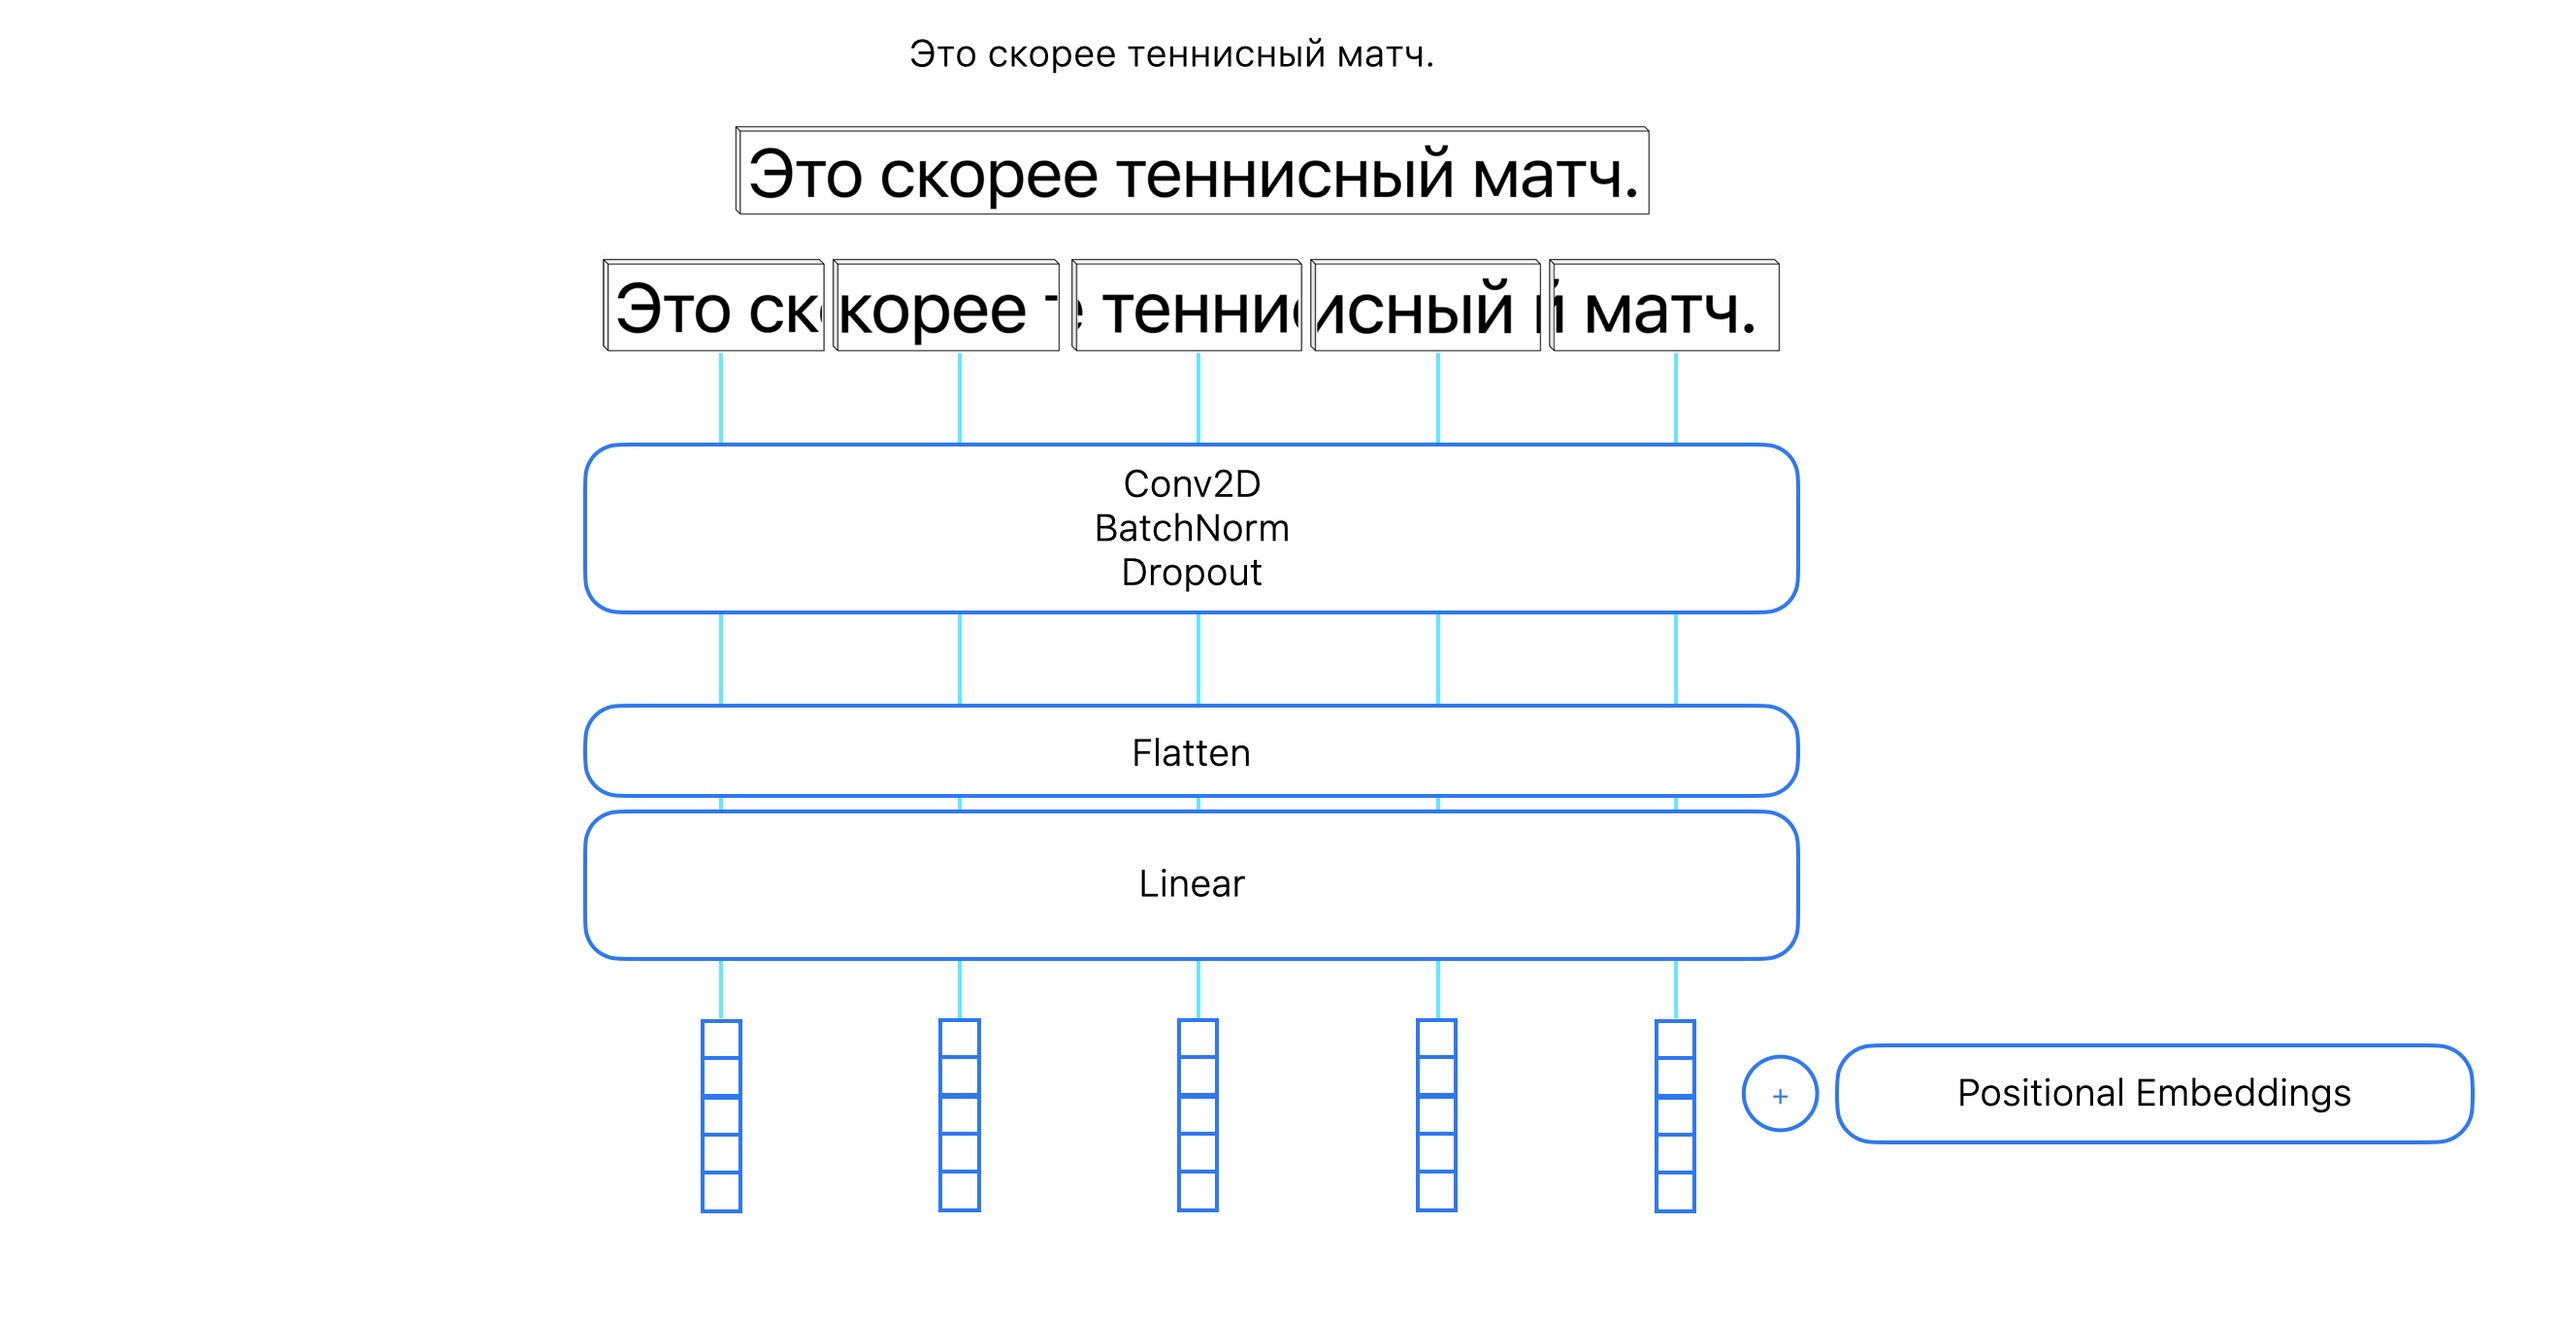 Это скорее теннисный матч.
Это скорее теннисный матч.
Это ск корее т е теннис исный й матч.
Conv2D
BatchNorm
Dropout
Flatten
Linear
+ Positional Embeddings